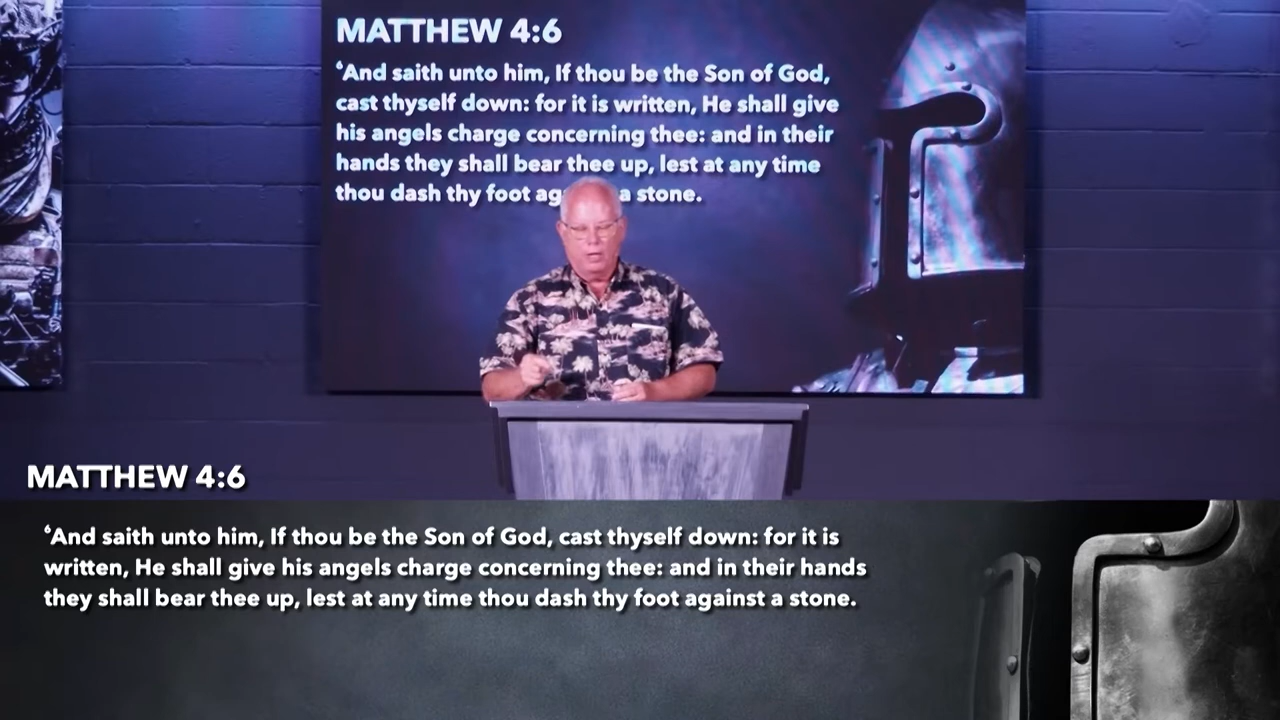 MATTHEW 4:6
⁶And saith unto him, If thou be the Son of God,
cast thyself down: for it is written, He shall give
his angels charge concerning thee: and in their
hands they shall bear thee up, lest at any time
thou dash thy foot ag a stone.
MATTHEW 4:6
⁶And saith unto him, If thou be the Son of God, cast thyself down: for it is
written, He shall give his angels charge concerning thee: and in their hands
they shall bear thee up, lest at any time thou dash thy foot against a stone.